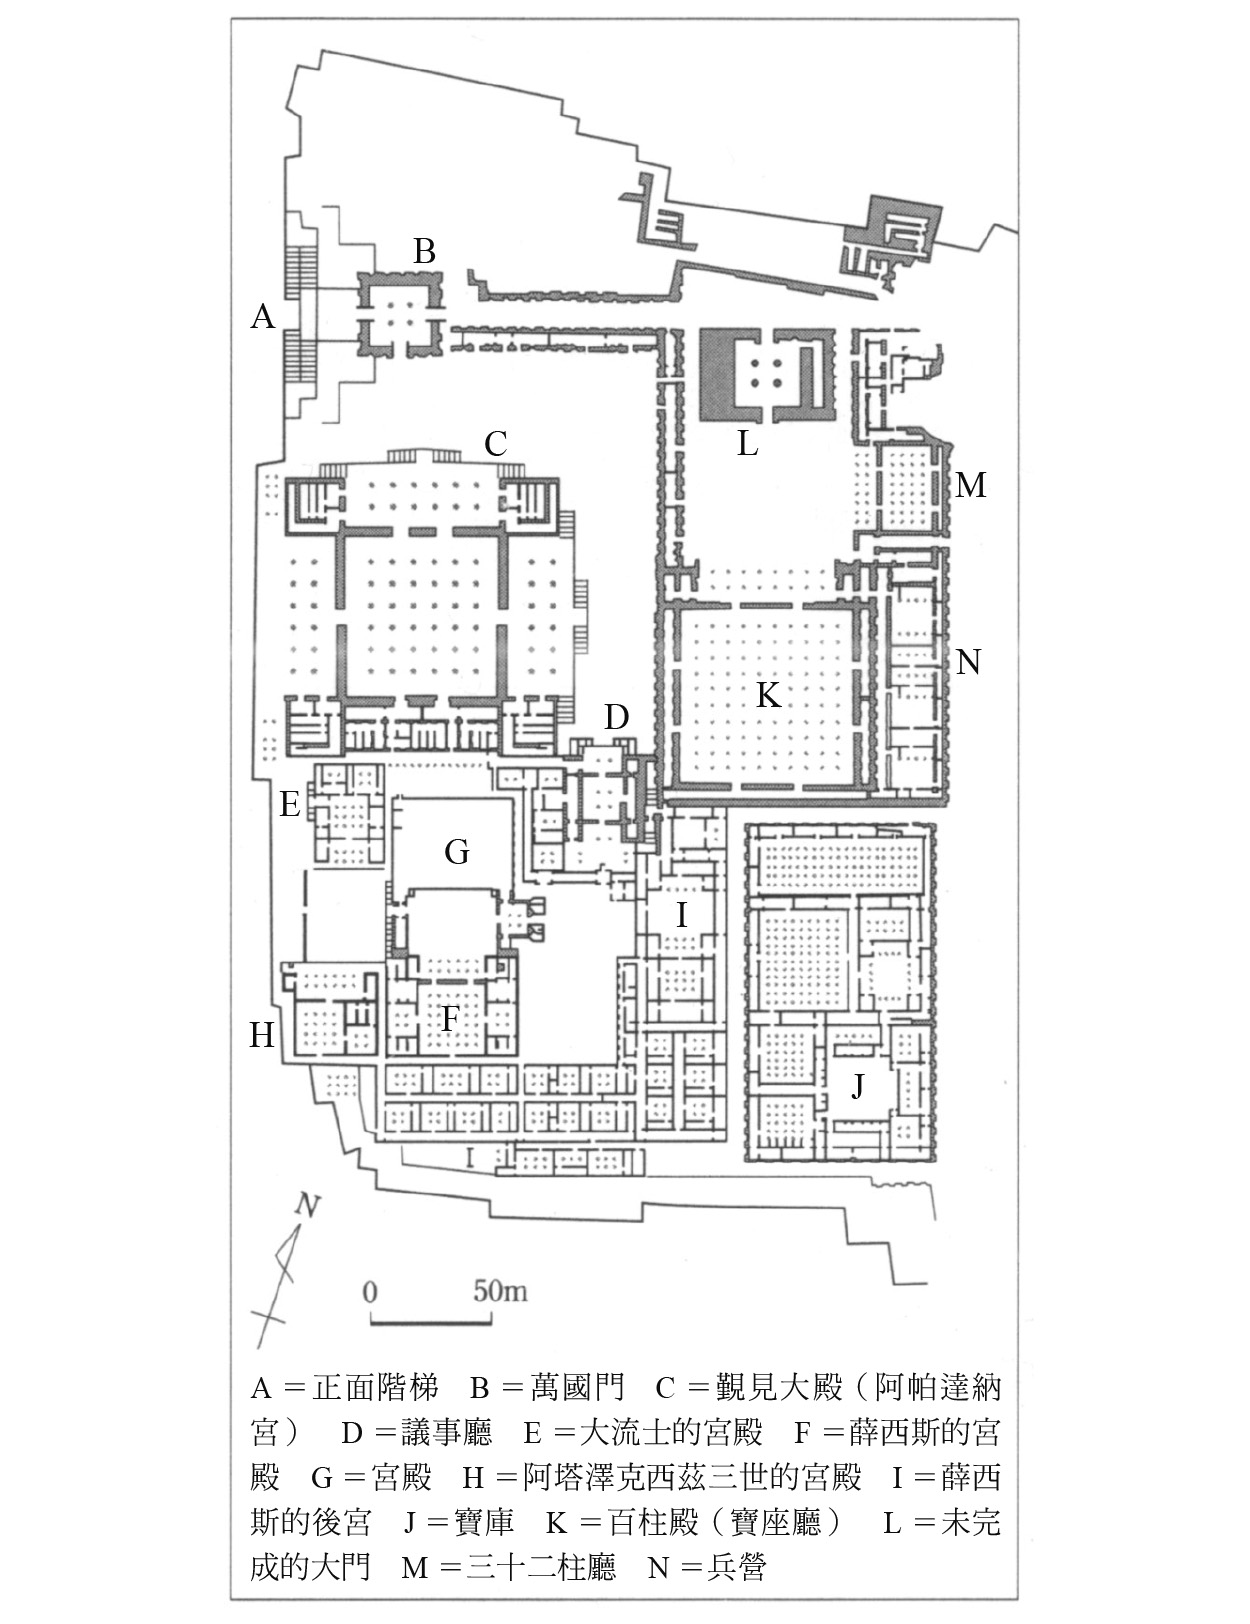 B
A
L
C
M
N
K
D
E
G
I
F
H
J
I
N
0 50m
A＝正面階梯 B＝萬國門 C＝覲見大殿（阿帕達納
宮） D＝議事廳 E＝大流士的宮殿 F＝薛西斯的宮
殿 G＝宮殿 H＝阿塔澤克西茲三世的宮殿 I＝薛西
斯的後宮 J＝寶庫 K＝百柱殿（寶座廳） L＝未完
成的大門 M＝三十二柱廳 N＝兵營